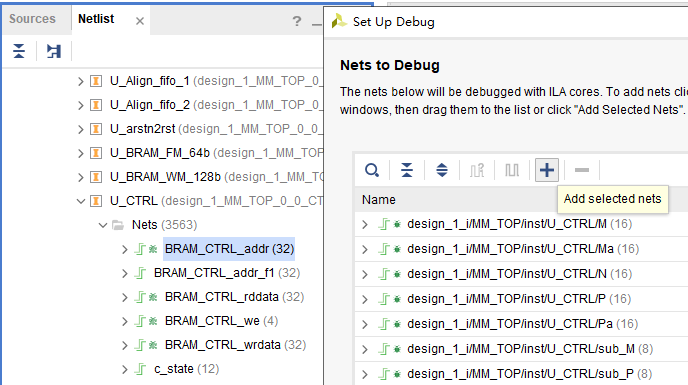 Sources
Netlist
U_Align_fifo_1 (design_1_MM_TOP_0_
U_Align_fifo_2 (design_1_MM_TOP_0_
U_arstn2rst (design_1_MM_TOP_0_0_
U_BRAM_FM_64b (design_1_MM_TOP
U_BRAM_WM_128b (design_1_MM_TOP
U_CTRL (design_1_MM_TOP_0_0_CT
Nets (3563)
BRAM_CTRL_addr (32)
BRAM_CTRL_addr_f1 (32)
BRAM_CTRL_rddata (32)
BRAM_CTRL_we (4)
BRAM_CTRL_wrdata (32)
c_state (12)
Set Up Debug
Nets to Debug
The nets below will be debugged with ILA cores. To add nets clic
windows, then drag them to the list or click "Add Selected Nets".
Add selected nets
Name
design_1_i/MM_TOP/inst/U_CTRL/M (16)
design_1_i/MM_TOP/inst/U_CTRL/Ma (16)
design_1_i/MM_TOP/inst/U_CTRL/N (16)
design_1_i/MM_TOP/inst/U_CTRL/P (16)
design_1_i/MM_TOP/inst/U_CTRL/Pa (16)
design_1_i/MM_TOP/inst/U_CTRL/sub_M (8)
design_1_i/MM_TOP/inst/U_CTRL/sub_P (8)